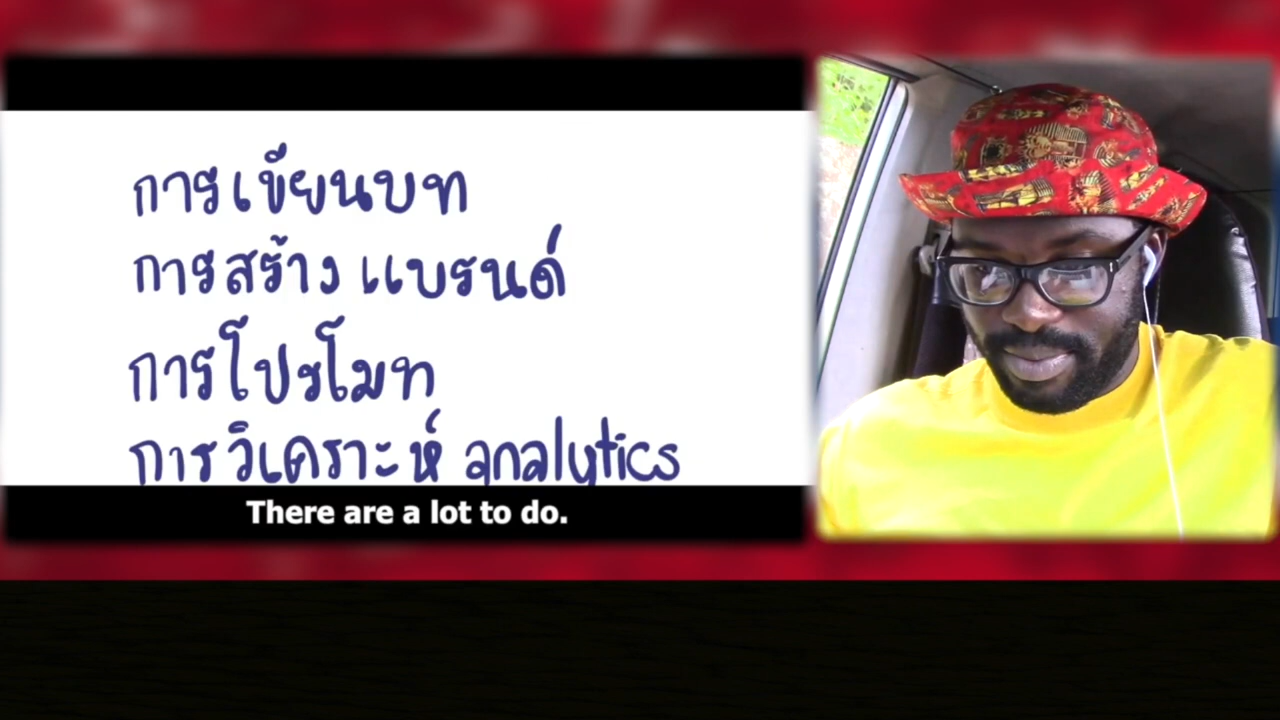 การเขียนบท
การสร้าง แบรนด์
การโปรโมท
การวิเคราะห์ analytics
There are a lot to do.